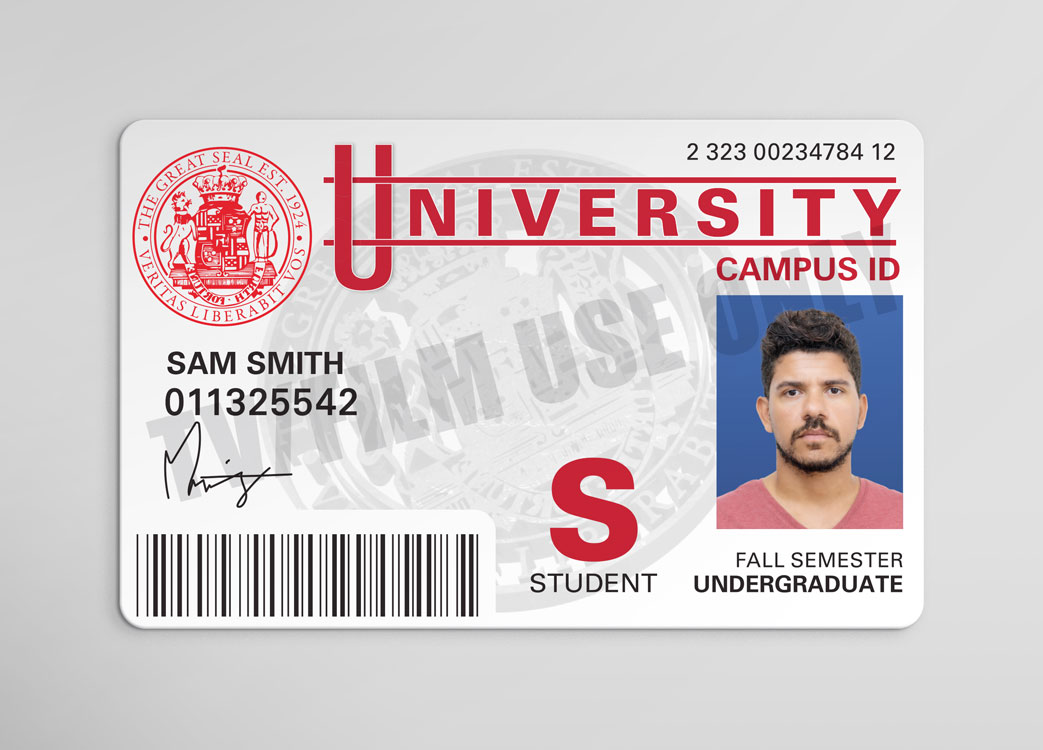 THE GREAT SEAL EST. 1924
VERITAS LIBERABIT VOS
2 323 00234784 12
UNIVERSITY
CAMPUS ID
TV/FILM USE ONLY
SAM SMITH
011325542
S
STUDENT
FALL SEMESTER
UNDERGRADUATE